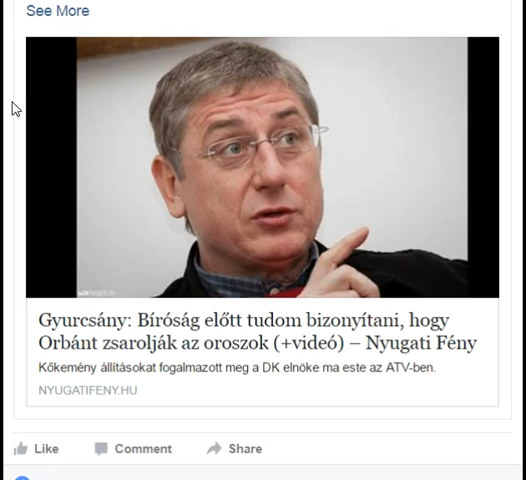 See More
Gyurcsány: Bíróság előtt tudom bizonyítani, hogy
Orbánt zsarolják az oroszok (+videó) – Nyugati Fény
Kőkemény állításokat fogalmazott meg a DK elnöke ma este az ATV-ben.
NYUGATIFENY.HU
Like Comment Share